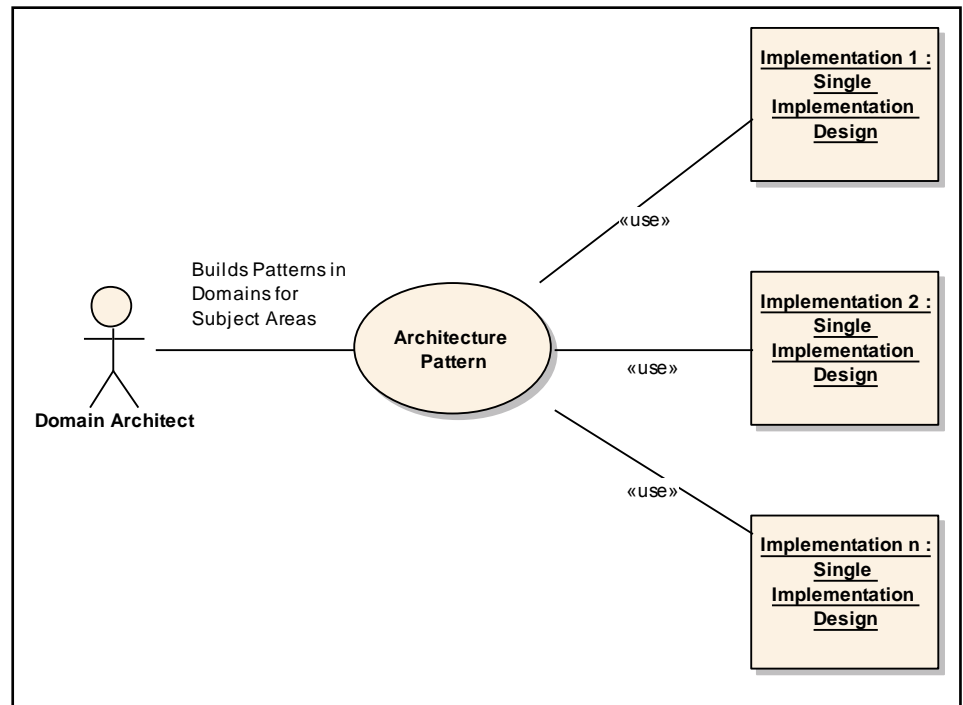 Implementation 1 :
Single
Implementation
Design
«use»
Builds Patterns in
Domains for
Subject Areas
Architecture
Pattern
Implementation 2 :
Single
Implementation
Design
«use»
Domain Architect
«use»
Implementation n :
Single
Implementation
Design